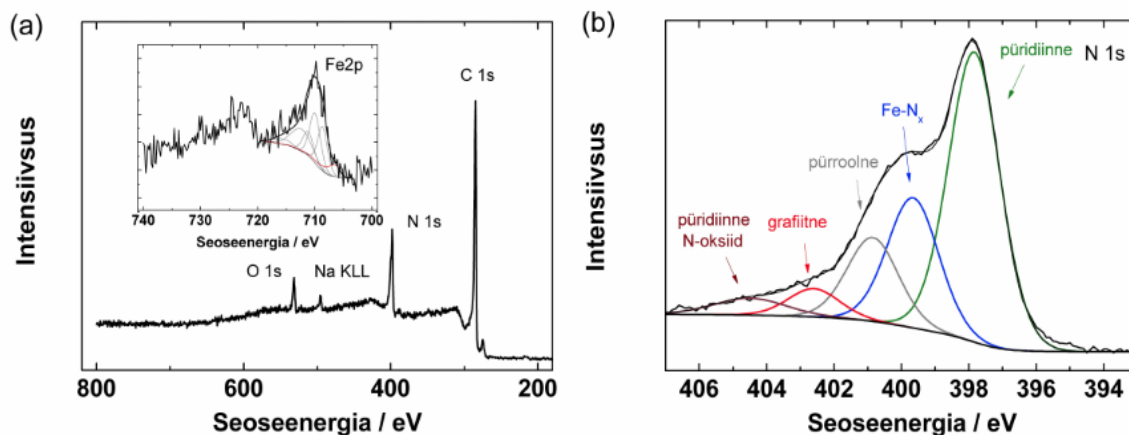 (a)
Intensiivsus
Fe2p
740 730 720 710 700
Seoseenergia / eV
C 1s
N 1s
O 1s
Na KLL
800 600 400 200
Seoseenergia / eV
(b)
Intensiivsus
püridiinne
N 1s
Fe-Nₓ
pürroolne
grafiitne
püridiinne
N-oksiid
406 404 402 400 398 396 394
Seoseenergia / eV